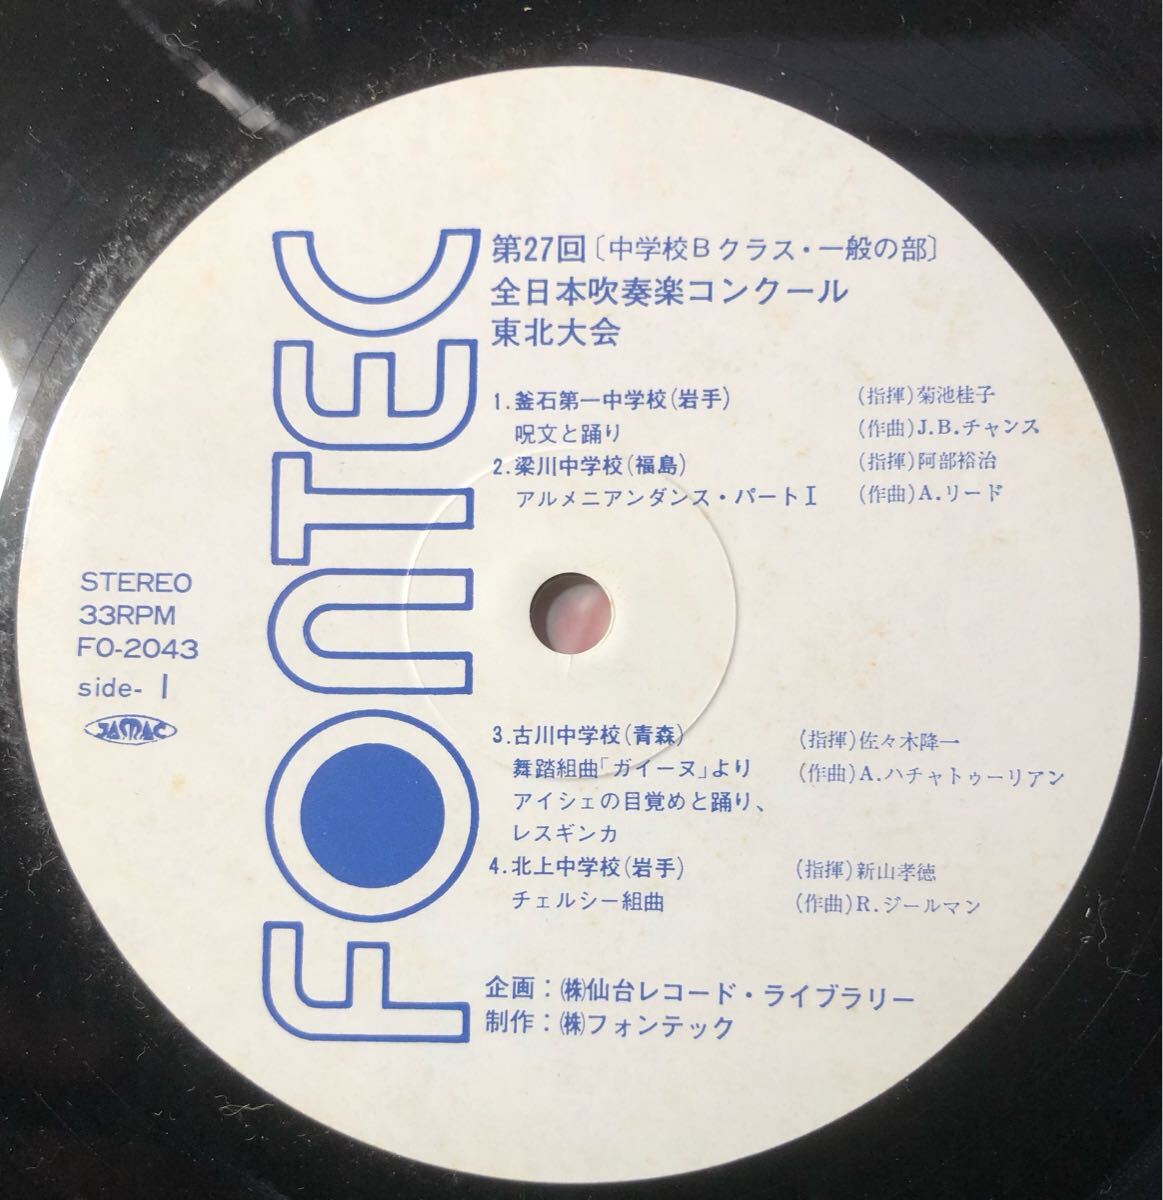 FONTEC
第27回〔中学校Bクラス・一般の部〕
全日本吹奏楽コンクール
東北大会
1.釜石第一中学校(岩手) (指揮)菊池桂子
呪文と踊り (作曲)J.B.チャンス
2.梁川中学校(福島) (指揮)阿部裕治
アルメニアンダンス・パートI (作曲)A.リード
STEREO
33RPM
FO-2043
side- I
JAMAC
3.古川中学校(青森) (指揮)佐々木降一
舞踏組曲「ガイーヌ」より (作曲)A.ハチャトゥーリアン
アイシェの目覚めと踊り、
レスギンカ
4.北上中学校(岩手) (指揮)新山孝徳
チェルシー組曲 (作曲)R.ジールマン
企画：㈱仙台レコード・ライブラリー
制作：㈱フォンテック